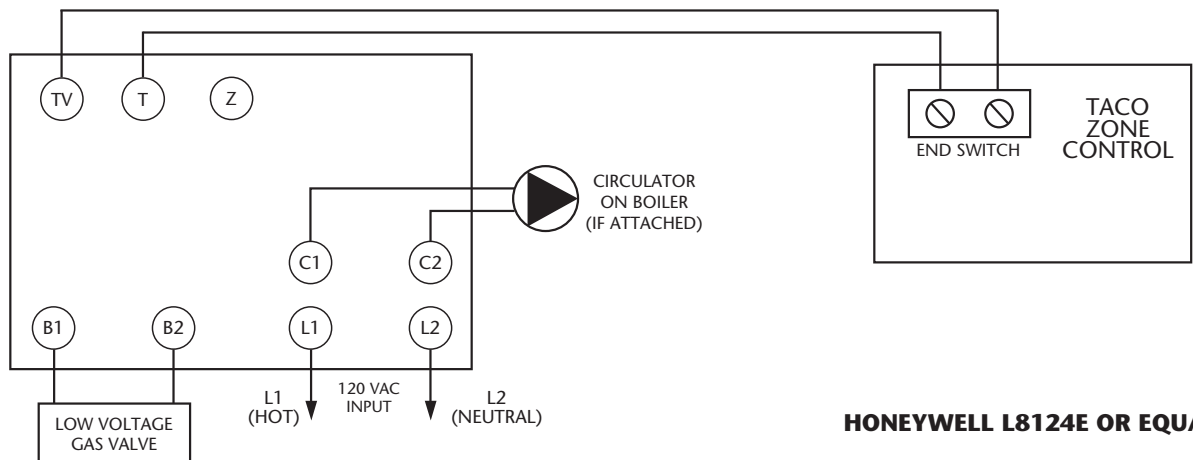 TV
T
Z
TACO
ZONE
CONTROL
END SWITCH
CIRCULATOR
ON BOILER
(IF ATTACHED)
C1
C2
B1
B2
L1
L2
L1
(HOT)
120 VAC
INPUT
L2
(NEUTRAL)
LOW VOLTAGE
GAS VALVE
HONEYWELL L8124E OR